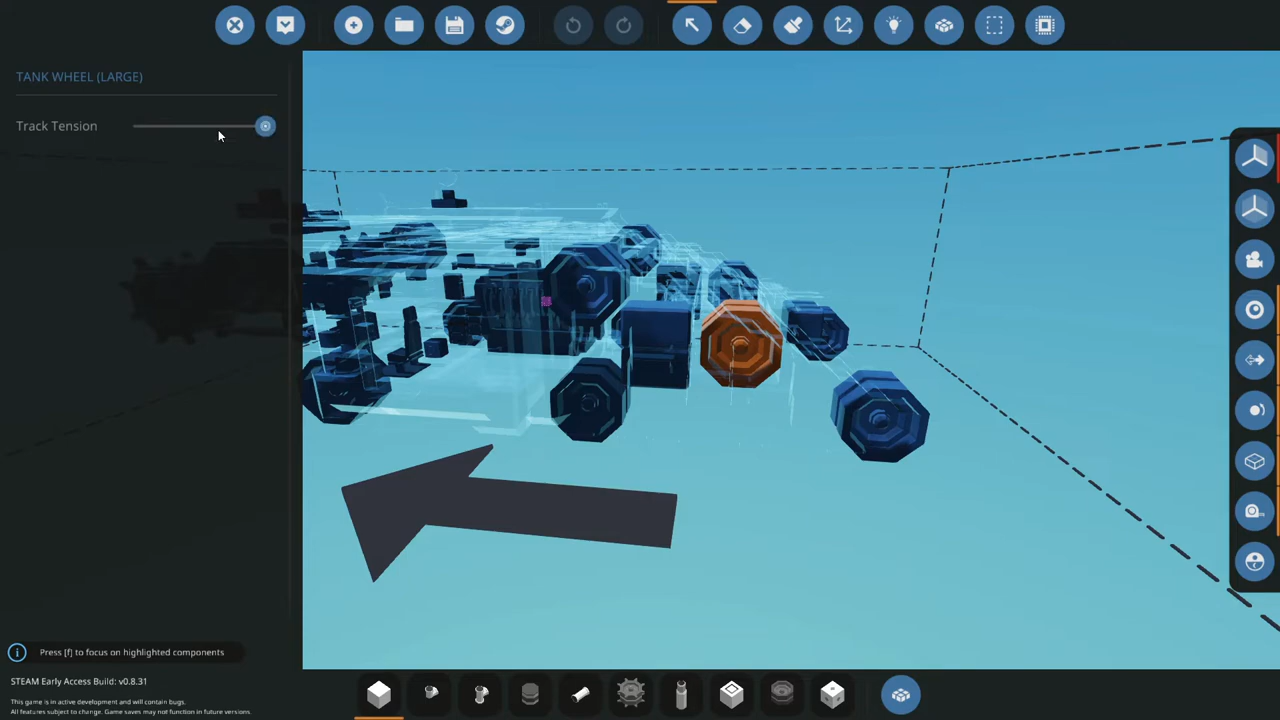 TANK WHEEL (LARGE)
Track Tension
Press [f] to focus on highlighted components
STEAM Early Access Build: v0.8.31
This game is in active development and will contain bugs.
All features subject to change. Game saves may not function in future versions.